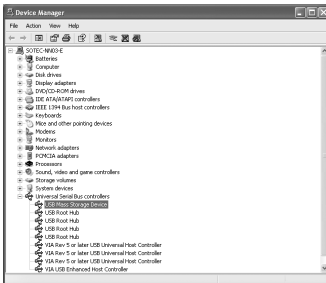 Device Manager
File Action View Help
SOTEC-NN03-E
Batteries
Computer
Disk drives
Display adapters
DVD/CD-ROM drives
IDE ATA/ATAPI controllers
IEEE 1394 Bus host controllers
Keyboards
Mice and other pointing devices
Modems
Monitors
Network adapters
PCMCIA adapters
Processors
Sound, video and game controllers
Storage volumes
System devices
Universal Serial Bus controllers
USB Mass Storage Device
USB Root Hub
USB Root Hub
USB Root Hub
USB Root Hub
VIA Rev 5 or later USB Universal Host Controller
VIA Rev 5 or later USB Universal Host Controller
VIA Rev 5 or later USB Universal Host Controller
VIA USB Enhanced Host Controller